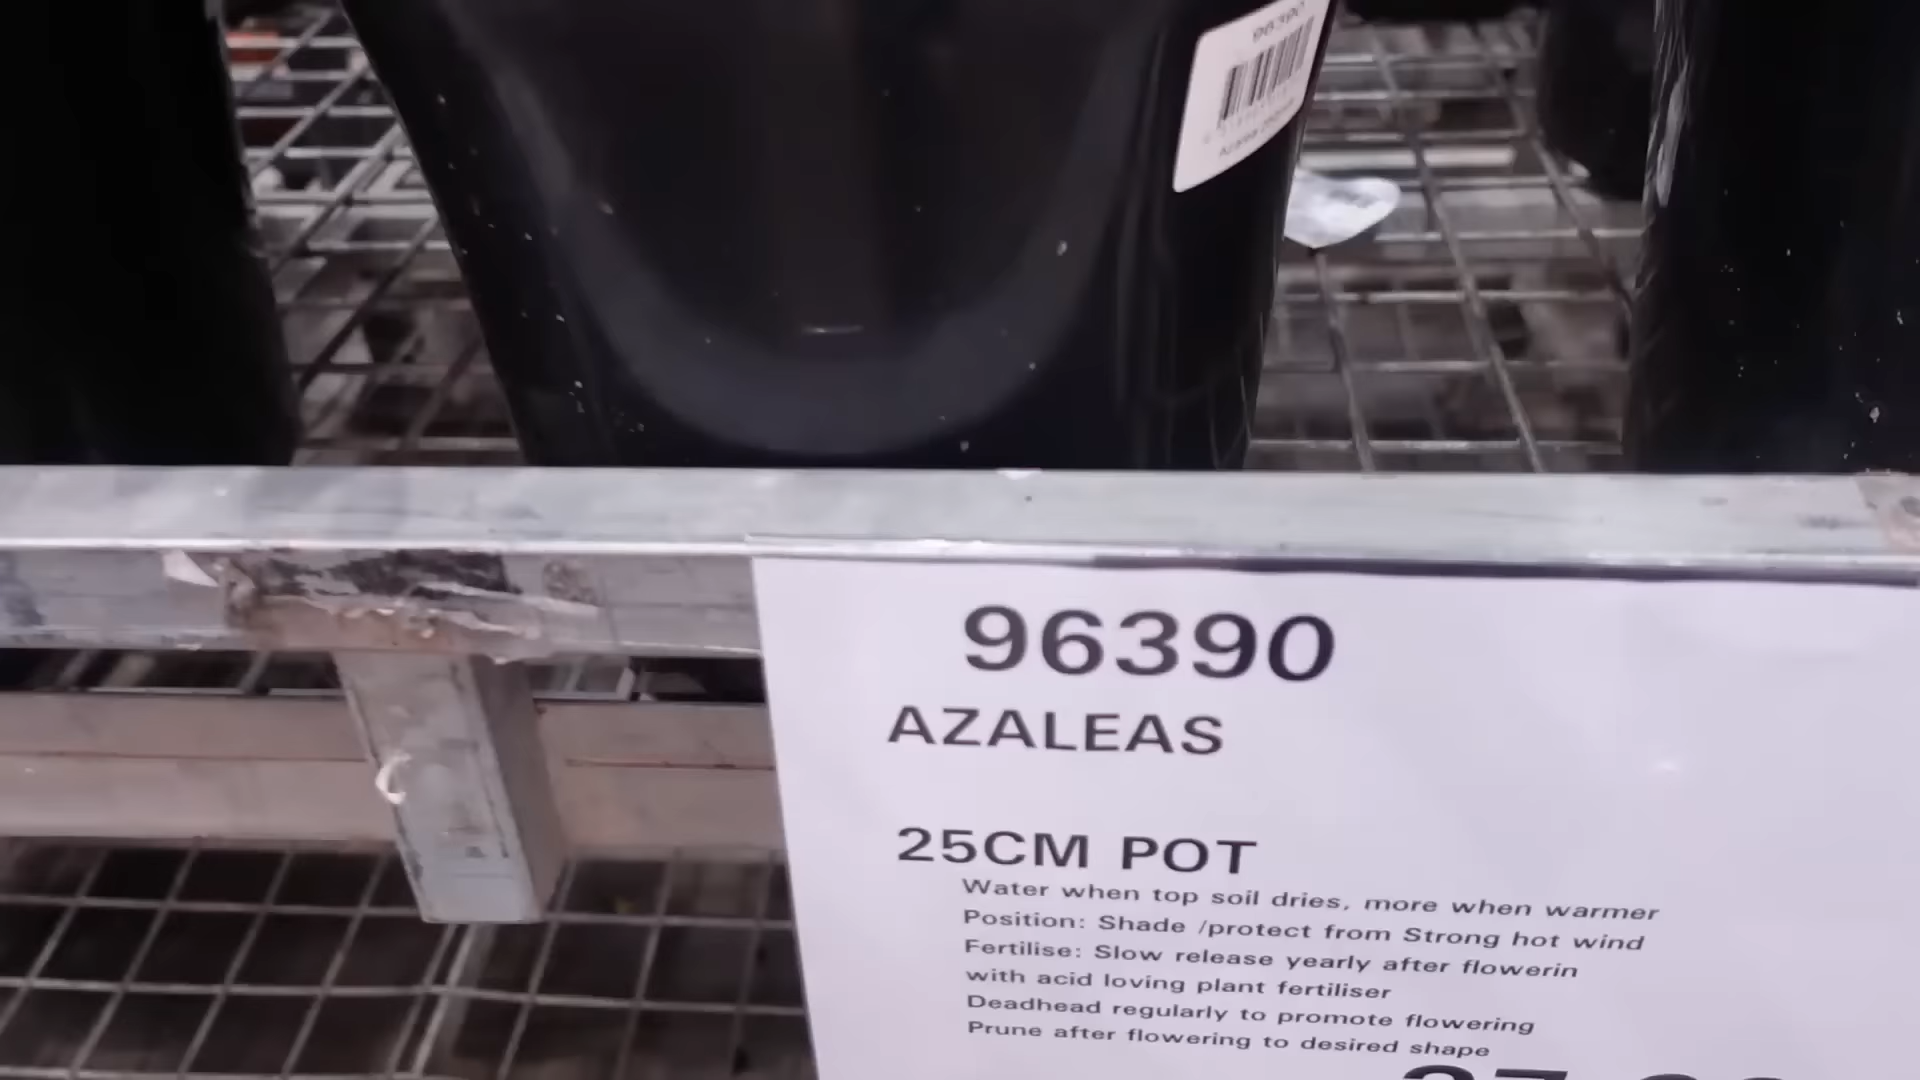 96390
96390
AZALEAS
25CM POT
Water when top soil dries, more when warmer
Position: Shade /protect from Strong hot wind
Fertilise: Slow release yearly after flowerin
with acid loving plant fertiliser
Deadhead regularly to promote flowering
Prune after flowering to desired shape